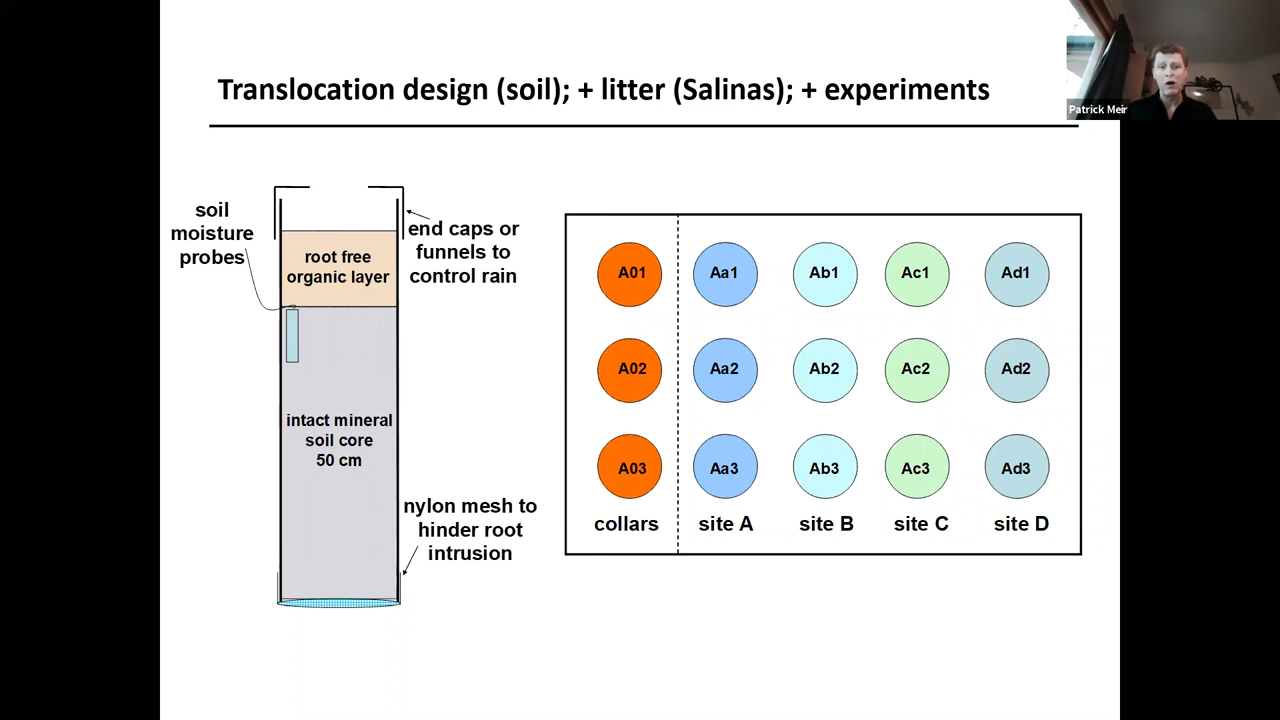 Translocation design (soil); + litter (Salinas); + experiments
Patrick Meir
soil
moisture
probes
root free
organic layer
end caps or
funnels to
control rain
intact mineral
soil core
50 cm
nylon mesh to
hinder root
intrusion
A01 Aa1 Ab1 Ac1 Ad1
A02 Aa2 Ab2 Ac2 Ad2
A03 Aa3 Ab3 Ac3 Ad3
collars site A site B site C site D